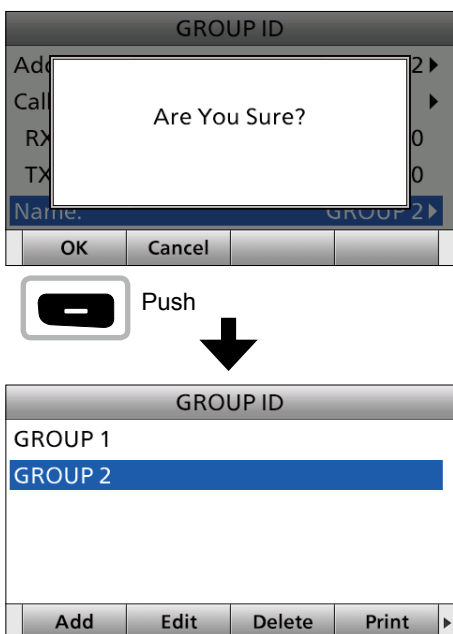 GROUP ID
Add 2
Call
RX 0
TX 0
Are You Sure?
Name: GROUP 2
OK Cancel
Push
GROUP ID
GROUP 1
GROUP 2
Add Edit Delete Print